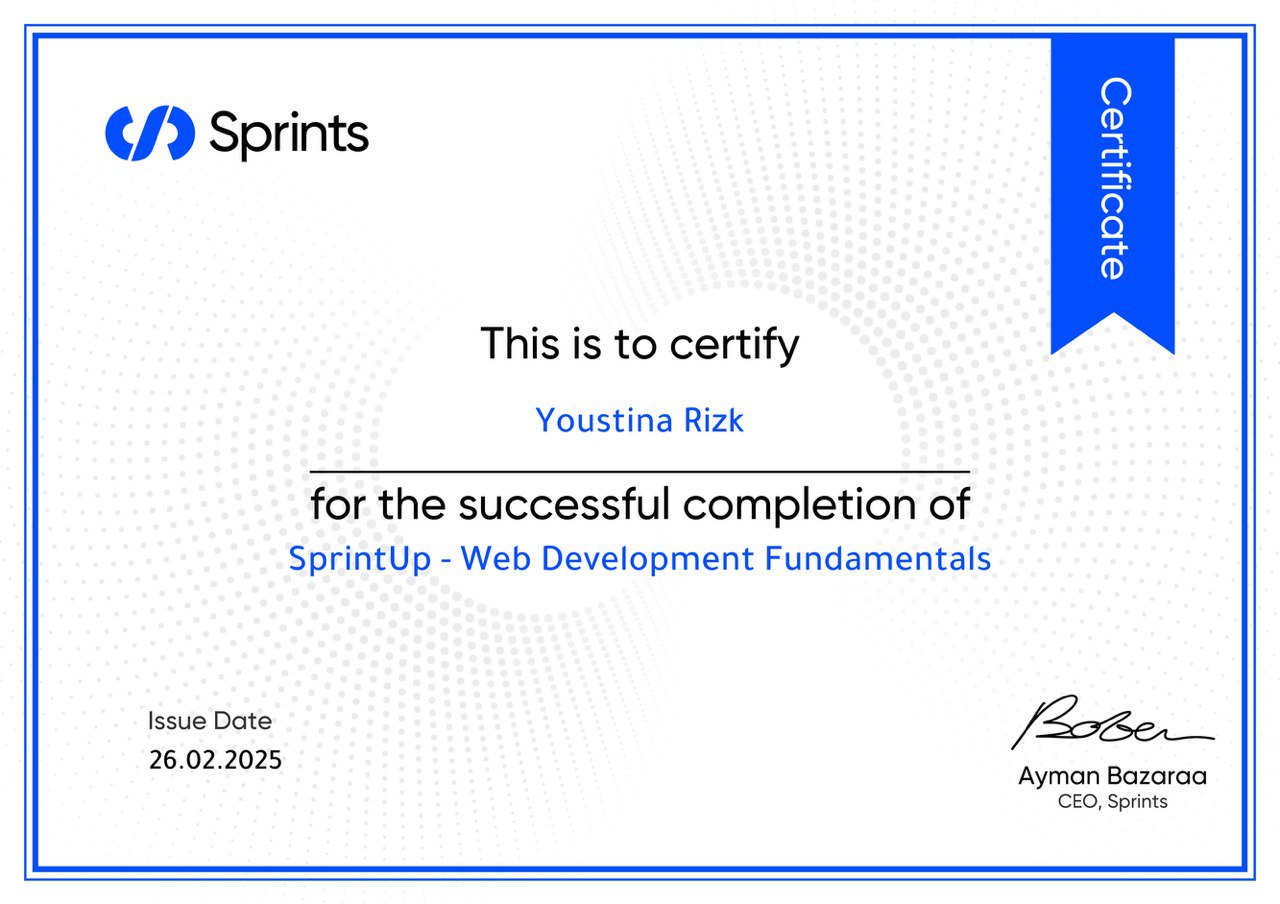 Sprints
Certificate
This is to certify
Youstina Rizk
for the successful completion of
SprintUp - Web Development Fundamentals
Issue Date
26.02.2025
Ayman Bazaraa
CEO, Sprints